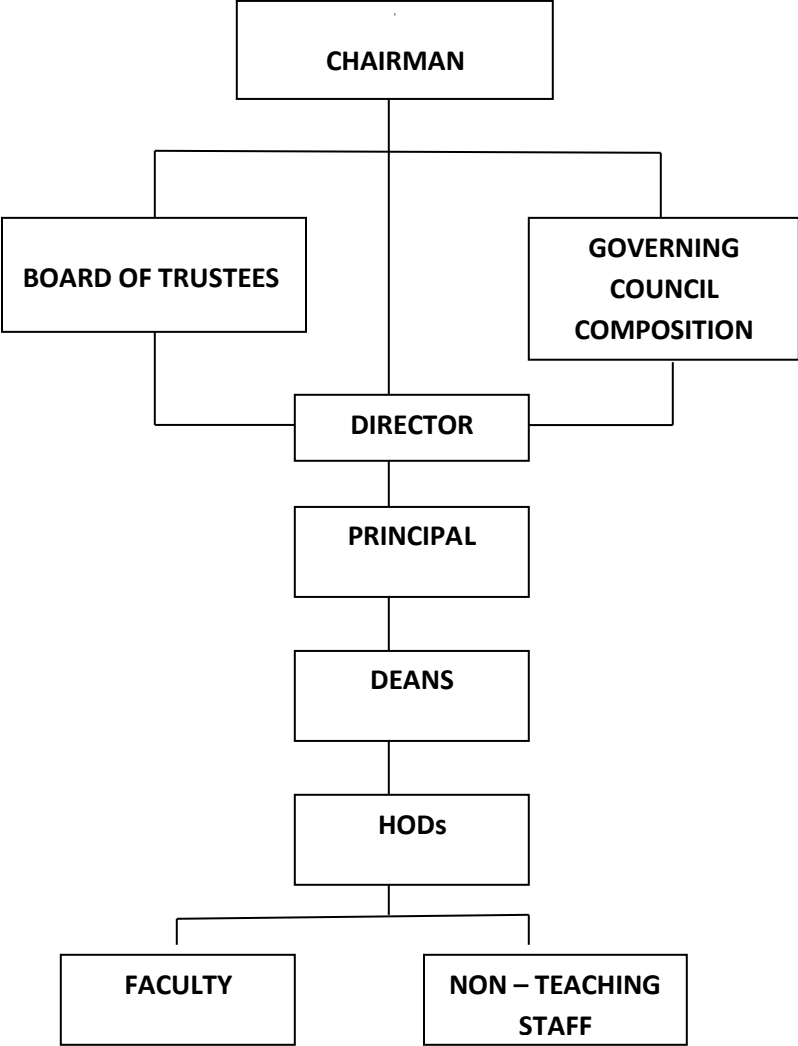 CHAIRMAN
BOARD OF TRUSTEES
GOVERNING
COUNCIL
COMPOSITION
DIRECTOR
PRINCIPAL
DEANS
HODs
FACULTY
NON – TEACHING
STAFF